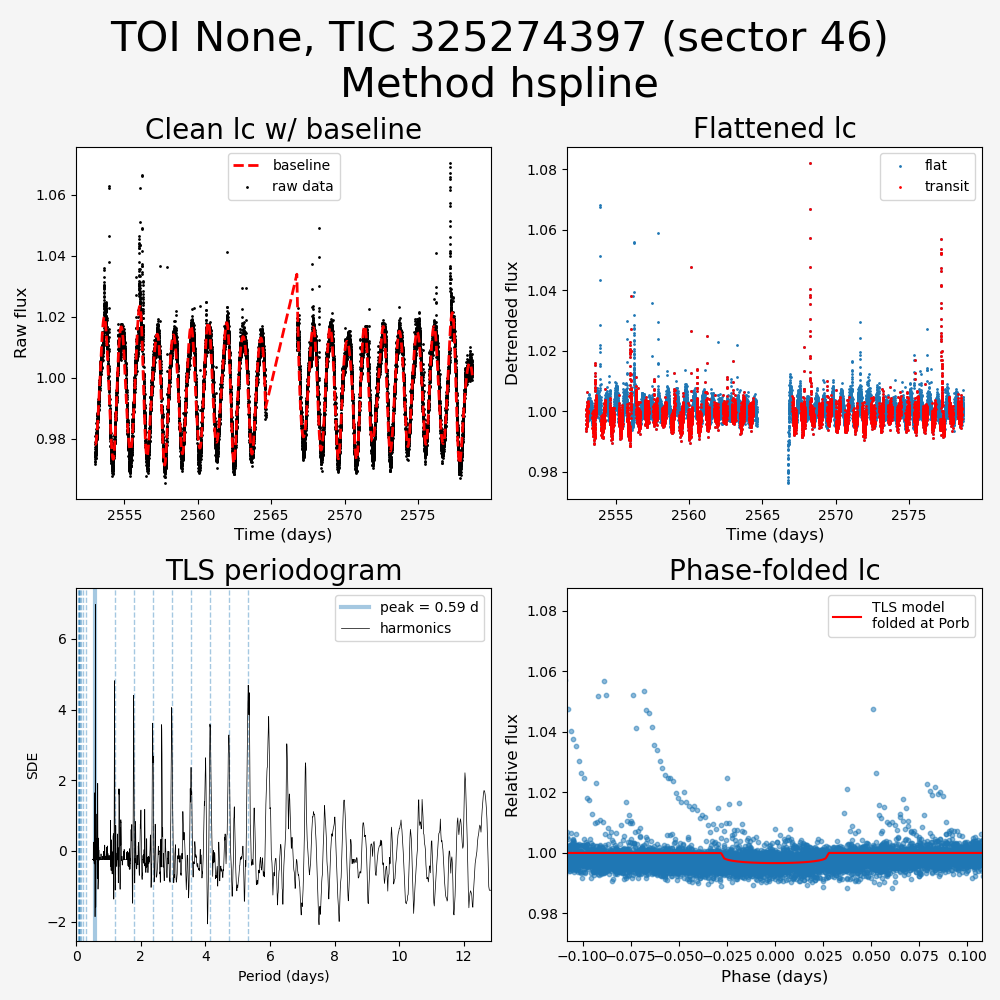 TOI None, TIC 325274397 (sector 46)
Method hspline
Clean lc w/ baseline
Flattened lc
baseline
raw data
flat
transit
Raw flux
1.06
1.04
1.02
1.00
0.98
2555 2560 2565 2570 2575
Time (days)
Detrended flux
1.08
1.06
1.04
1.02
1.00
0.98
2555 2560 2565 2570 2575
Time (days)
TLS periodogram
Phase-folded lc
peak = 0.59 d
harmonics
TLS model
folded at Porb
SDE
6
4
2
0
−2
0 2 4 6 8 10 12
Period (days)
Relative flux
1.08
1.06
1.04
1.02
1.00
0.98
−0.100 −0.075 −0.050 −0.025 0.000 0.025 0.050 0.075 0.100
Phase (days)